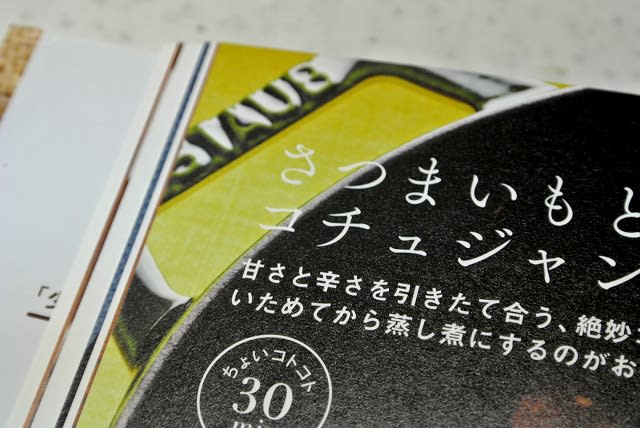 STAUB
さつまいもと
コチュジャン
甘さと辛さを引きたて合う、絶妙
いためてから蒸し煮にするのがお
ちょいコトコト
30
min